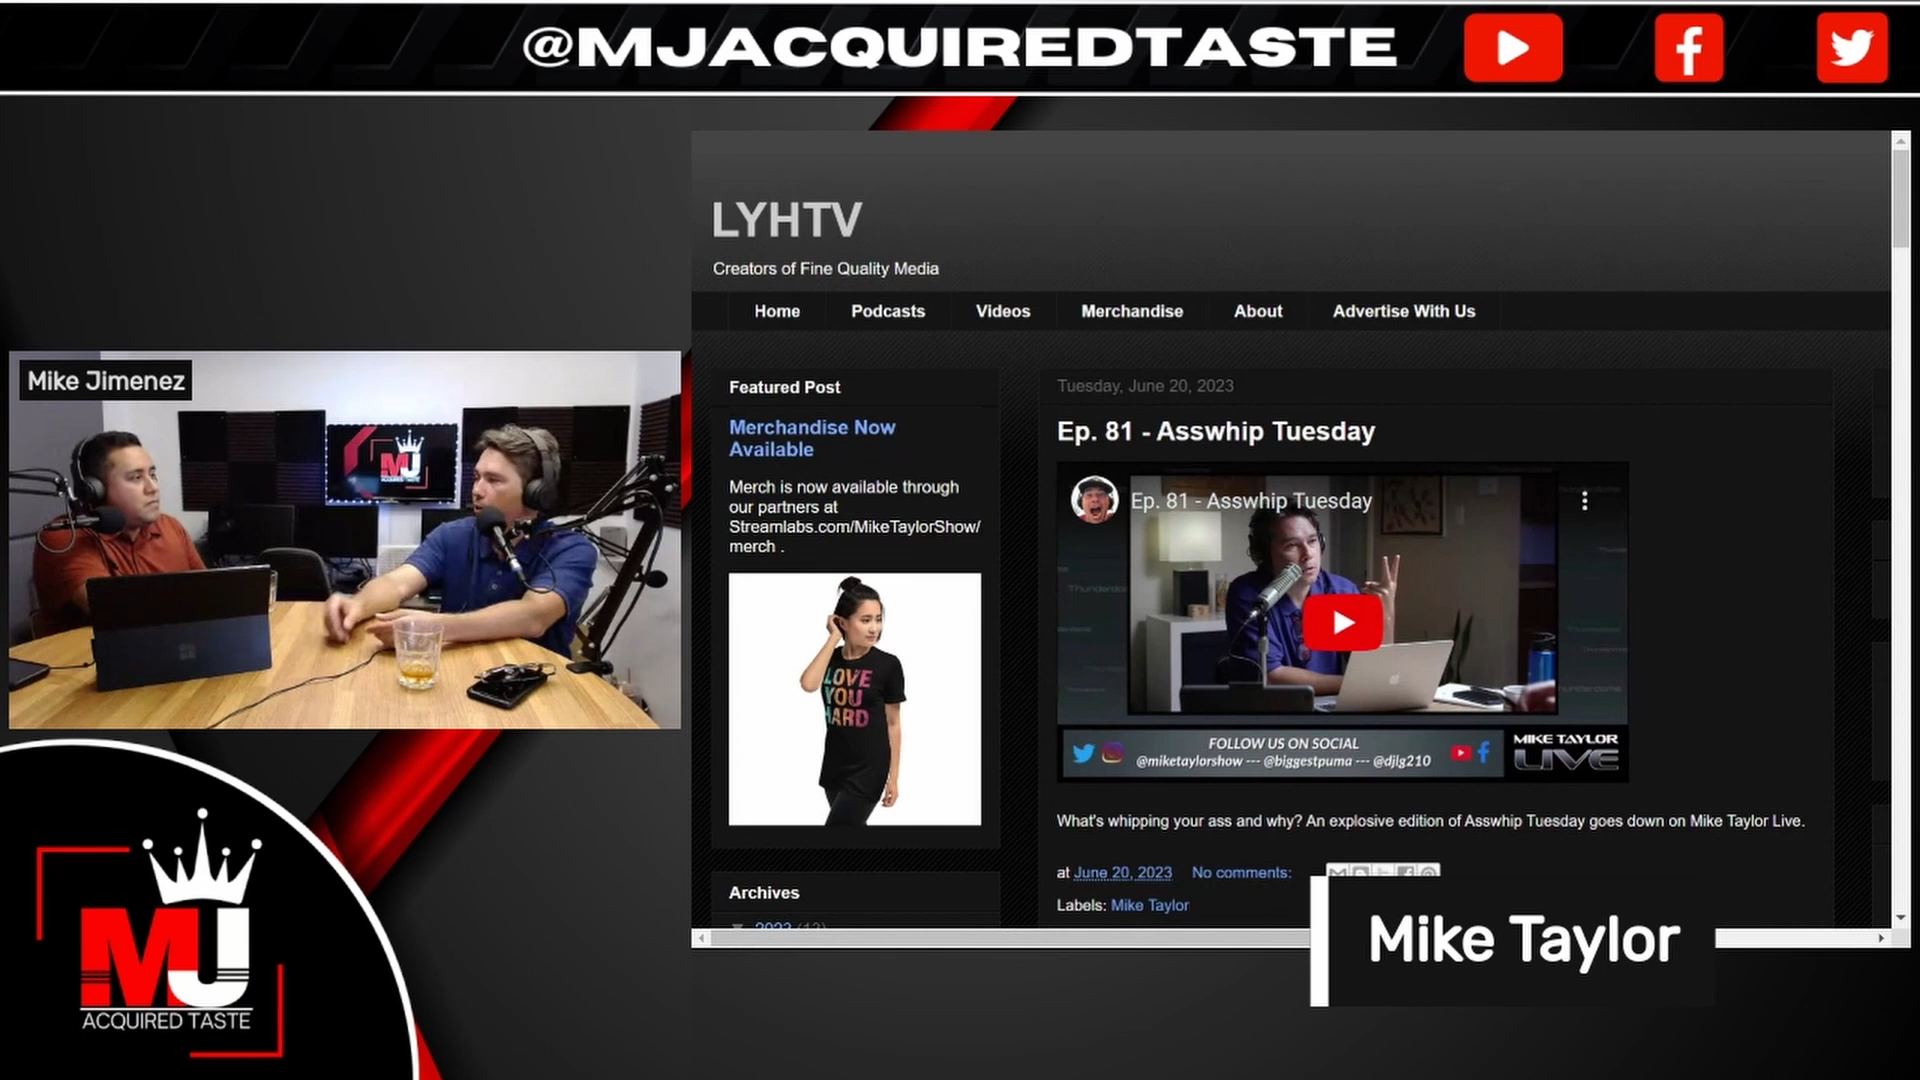 @MJACQUIREDTASTE
LYHTV
Creators of Fine Quality Media
Home Podcasts Videos Merchandise About Advertise With Us
Mike Jimenez
MJ
Featured Post
Merchandise Now
Available
Merch is now available through
our partners at
Streamlabs.com/MikeTaylorShow/
merch .
LOVE
YOU
HARD
Archives
2023 (13)
Tuesday, June 20, 2023
Ep. 81 - Asswhip Tuesday
Ep. 81 - Asswhip Tuesday
FOLLOW US ON SOCIAL
@miketaylorshow --- @biggestpuma --- @djlg210
MIKE TAYLOR
LIVE
What's whipping your ass and why? An explosive edition of Asswhip Tuesday goes down on Mike Taylor Live.
at June 20, 2023 No comments:
Labels: Mike Taylor
Mike Taylor
MJ
ACQUIRED TASTE